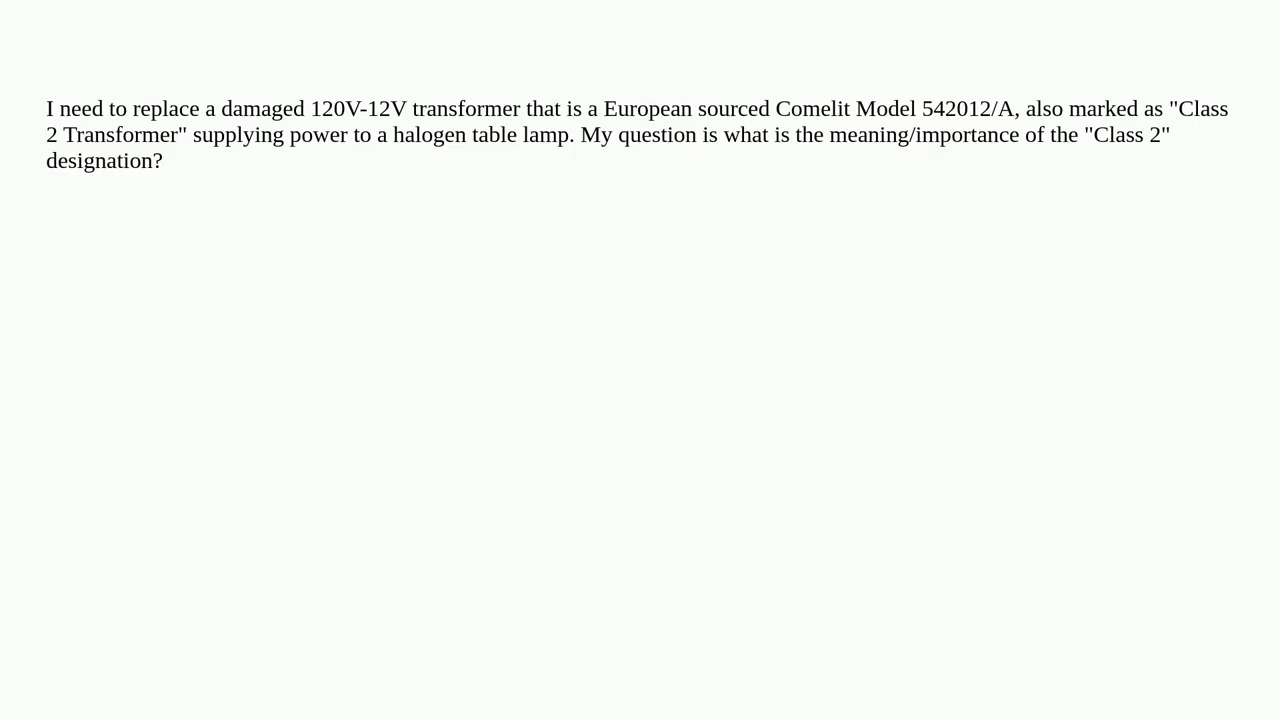 I need to replace a damaged 120V-12V transformer that is a European sourced Comelit Model 542012/A, also marked as "Class
2 Transformer" supplying power to a halogen table lamp. My question is what is the meaning/importance of the "Class 2"
designation?